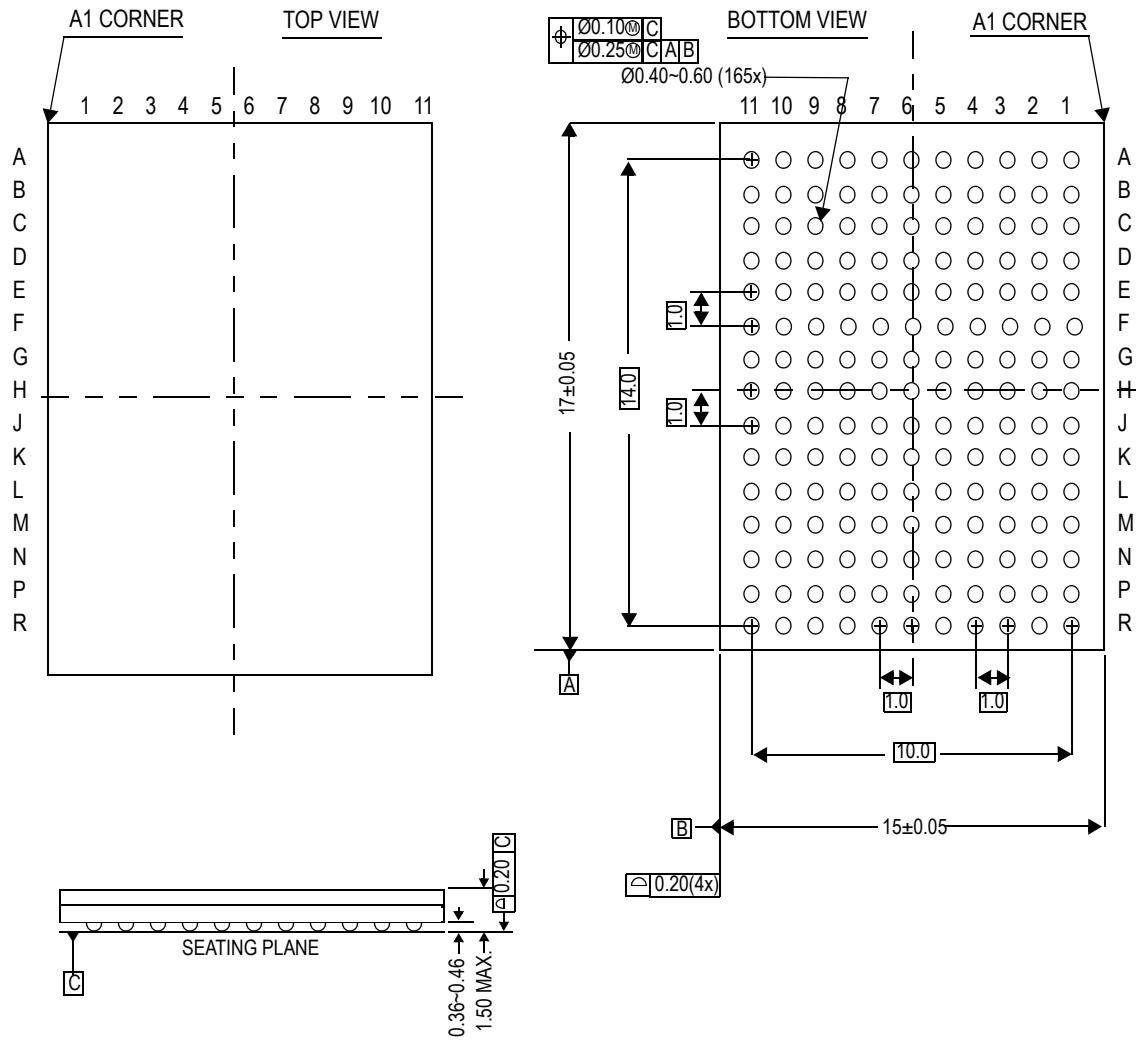 A1 CORNER
TOP VIEW
1 2 3 4 5 6 7 8 9 10 11
A
B
C
D
E
F
G
H
J
K
L
M
N
P
R
Ø0.10Ⓜ C
Ø0.25Ⓜ C A B
Ø0.40~0.60 (165x)
BOTTOM VIEW
A1 CORNER
11 10 9 8 7 6 5 4 3 2 1
A
B
C
D
E
F
G
H
J
K
L
M
N
P
R
17±0.05
14.0
1.0
1.0
A
1.0
1.0
10.0
B
15±0.05
0.20(4x)
0.20 C
SEATING PLANE
C
0.36~0.46
1.50 MAX.